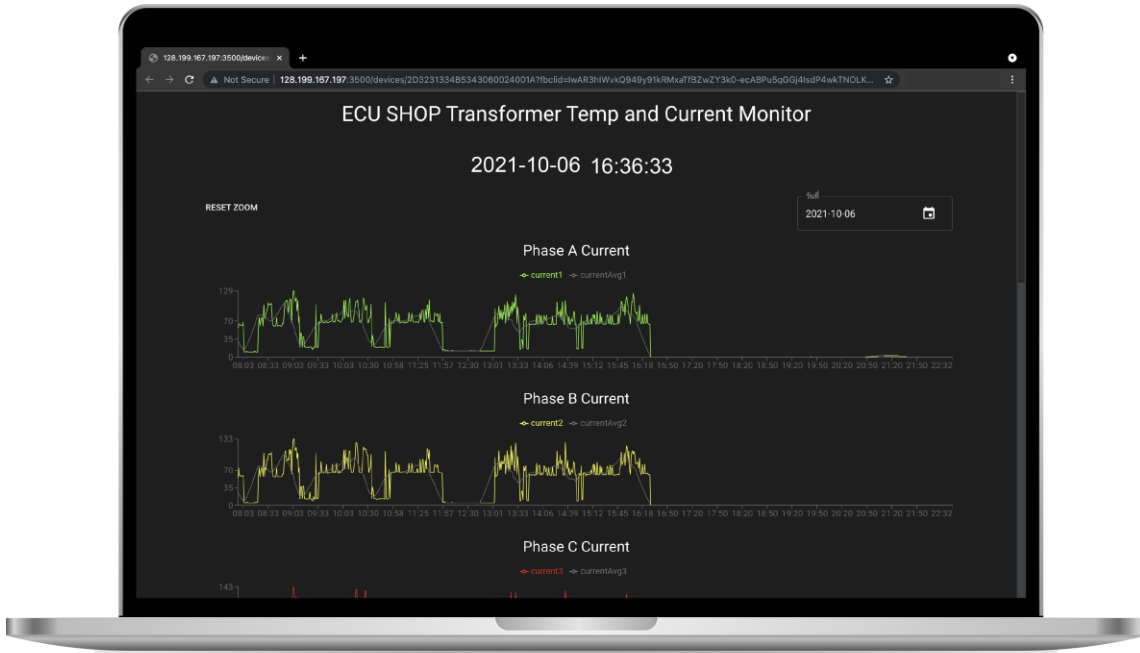 128.199.167.197:3500/devices
Not Secure | 128.199.167.197:3500/devices/2D3231334B5343060024001A?fbclid=IwAR3hIWvkQ949y91kRMxaTfBZwZY3k0-ecABPu5qGGj4IsdP4wkTNOLK...
ECU SHOP Transformer Temp and Current Monitor
2021-10-06 16:36:33
วันที่
RESET ZOOM
2021-10-06
Phase A Current
current1 currentAvg1
129
70
35
0
08:03 08:33 09:03 09:33 10:03 10:30 10:58 11:25 11:57 12:30 13:01 13:33 14:06 14:39 15:12 15:45 16:18 16:50 17:20 17:50 18:20 18:50 19:20 19:50 20:20 20:50 21:20 21:50 22:32
Phase B Current
current2 currentAvg2
133
70
35
0
08:03 08:33 09:03 09:33 10:03 10:30 10:58 11:25 11:57 12:30 13:01 13:33 14:06 14:39 15:12 15:45 16:18 16:50 17:20 17:50 18:20 18:50 19:20 19:50 20:20 20:50 21:20 21:50 22:32
Phase C Current
current3 currentAvg3
143